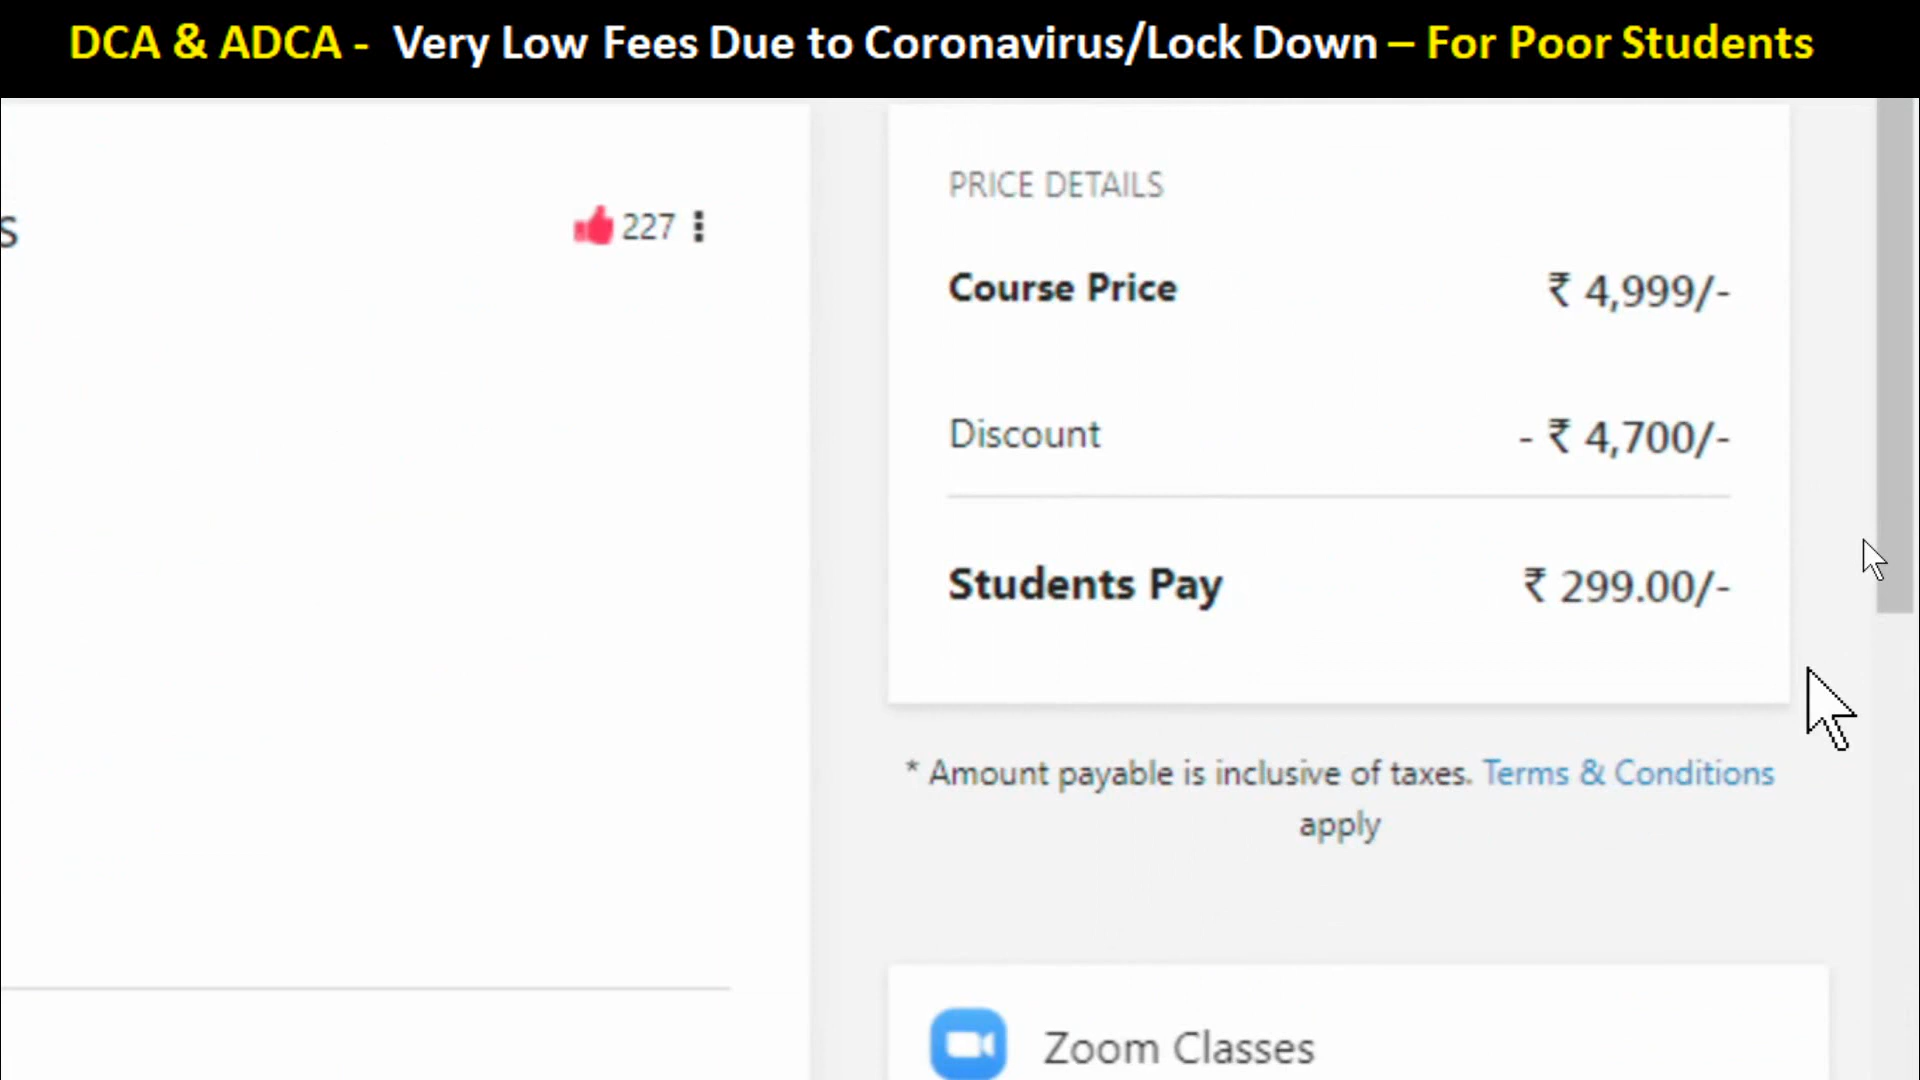 DCA & ADCA - Very Low Fees Due to Coronavirus/Lock Down – For Poor Students
s
227
PRICE DETAILS
Course Price ₹ 4,999/-
Discount - ₹ 4,700/-
Students Pay ₹ 299.00/-
* Amount payable is inclusive of taxes. Terms & Conditions
apply
Zoom Classes